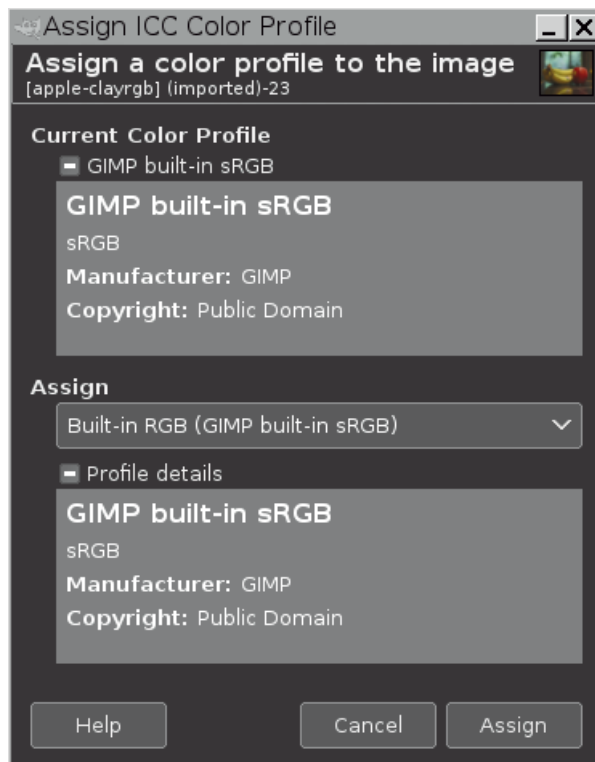 Assign ICC Color Profile
Assign a color profile to the image
[apple-clayrgb] (imported)-23
Current Color Profile
GIMP built-in sRGB
GIMP built-in sRGB
sRGB
Manufacturer: GIMP
Copyright: Public Domain
Assign
Built-in RGB (GIMP built-in sRGB)
Profile details
GIMP built-in sRGB
sRGB
Manufacturer: GIMP
Copyright: Public Domain
Help Cancel Assign